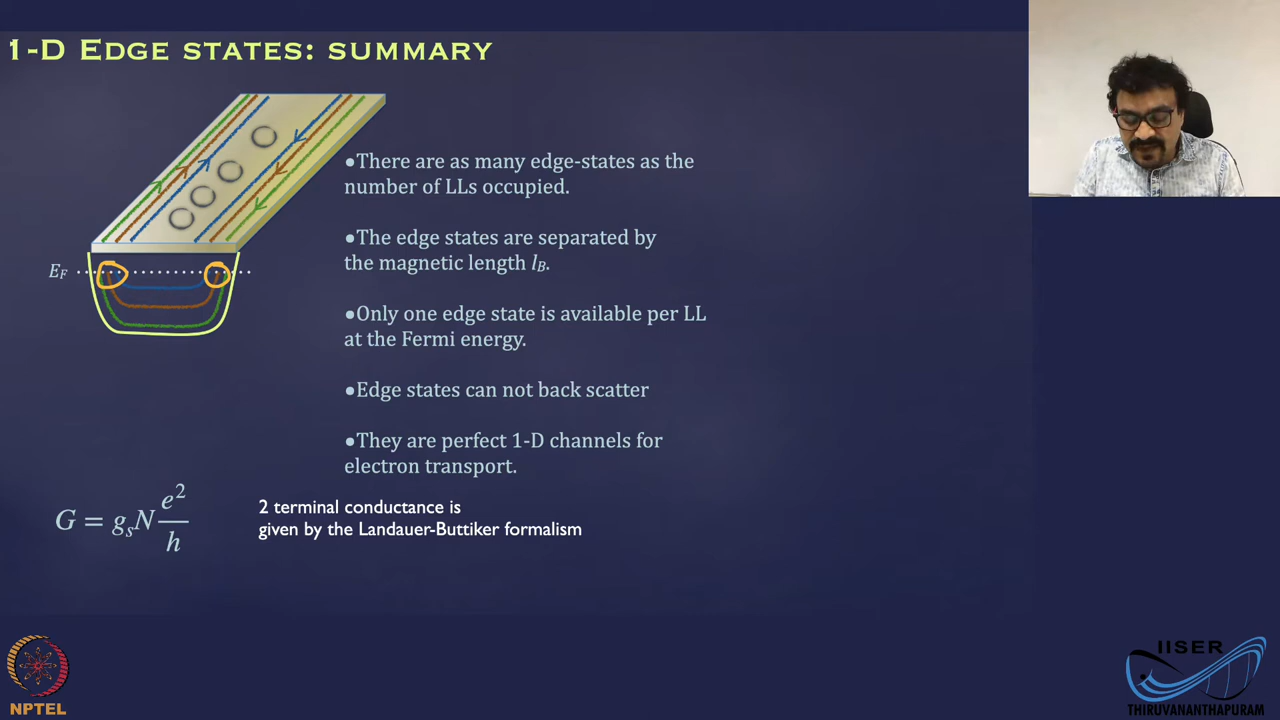 1-D EDGE STATES: SUMMARY
●There are as many edge-states as the
number of LLs occupied.
●The edge states are separated by
the magnetic length l_B.
E_F
●Only one edge state is available per LL
at the Fermi energy.
●Edge states can not back scatter
●They are perfect 1-D channels for
electron transport.
G = g_s N e²/h
2 terminal conductance is
given by the Landauer-Buttiker formalism
NPTEL
IISER
THIRUVANANTHAPURAM